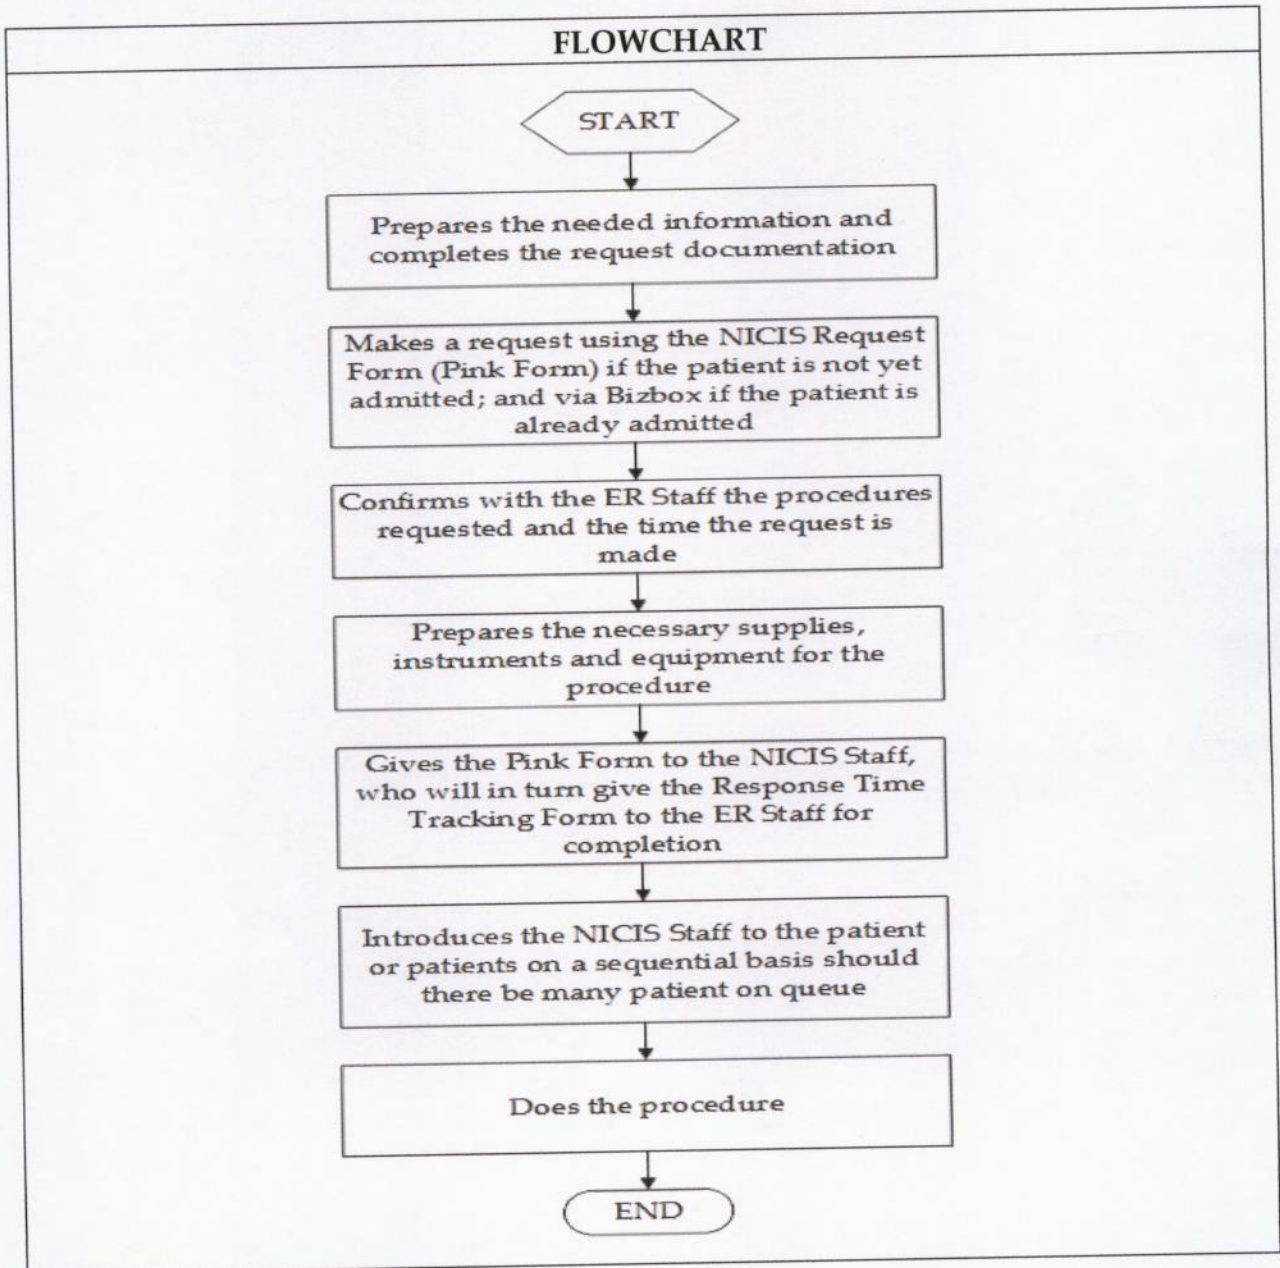 FLOWCHART
START
Prepares the needed information and
completes the request documentation
Makes a request using the NICIS Request
Form (Pink Form) if the patient is not yet
admitted; and via Bizbox if the patient is
already admitted
Confirms with the ER Staff the procedures
requested and the time the request is
made
Prepares the necessary supplies,
instruments and equipment for the
procedure
Gives the Pink Form to the NICIS Staff,
who will in turn give the Response Time
Tracking Form to the ER Staff for
completion
Introduces the NICIS Staff to the patient
or patients on a sequential basis should
there be many patient on queue
Does the procedure
END